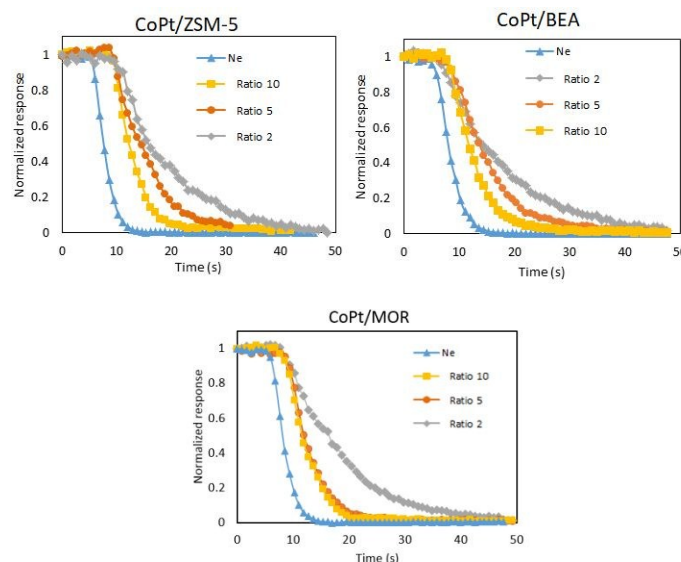 CoPt/ZSM-5
Normalized response
1
0.8
0.6
0.4
0.2
0
Ne
Ratio 10
Ratio 5
Ratio 2
0 10 20 30 40 50
Time (s)
CoPt/BEA
Normalized response
1
0.8
0.6
0.4
0.2
0
Ne
Ratio 2
Ratio 5
Ratio 10
0 10 20 30 40 50
Time (s)
CoPt/MOR
Normalized response
1
0.8
0.6
0.4
0.2
0
Ne
Ratio 10
Ratio 5
Ratio 2
0 10 20 30 40 50
Time (s)